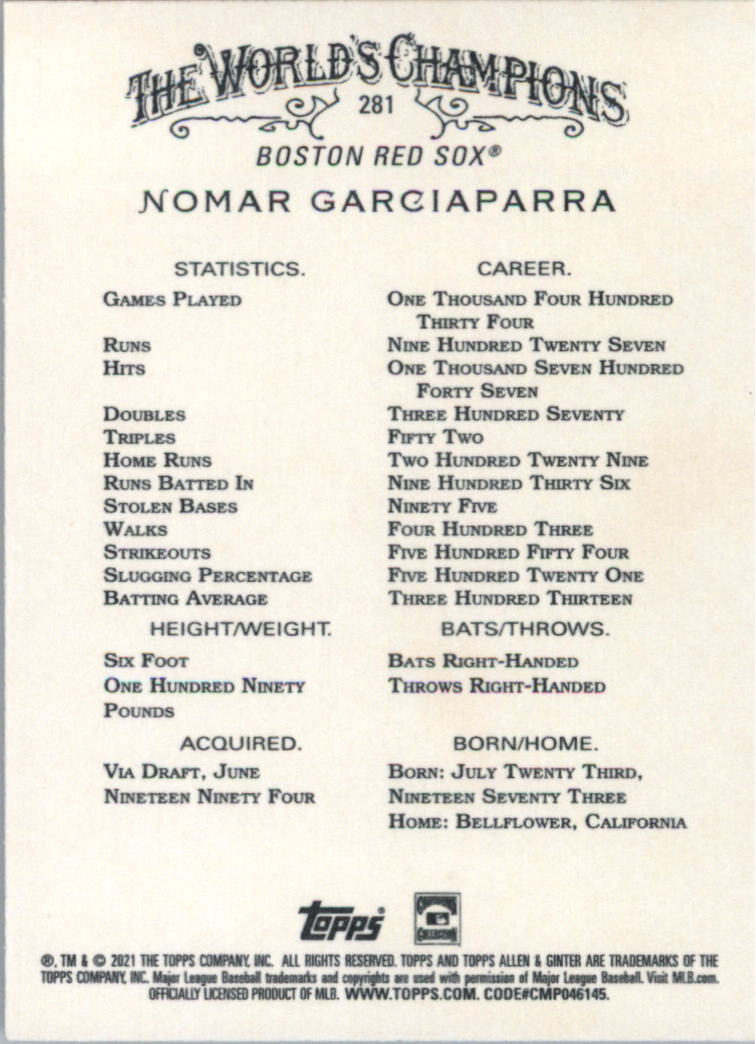 THE WORLD'S CHAMPIONS
281
BOSTON RED SOX®
NOMAR GARCIAPARRA
STATISTICS. CAREER.
GAMES PLAYED ONE THOUSAND FOUR HUNDRED
THIRTY FOUR
RUNS NINE HUNDRED TWENTY SEVEN
HITS ONE THOUSAND SEVEN HUNDRED
FORTY SEVEN
DOUBLES THREE HUNDRED SEVENTY
TRIPLES FIFTY TWO
HOME RUNS TWO HUNDRED TWENTY NINE
RUNS BATTED IN NINE HUNDRED THIRTY SIX
STOLEN BASES NINETY FIVE
WALKS FOUR HUNDRED THREE
STRIKEOUTS FIVE HUNDRED FIFTY FOUR
SLUGGING PERCENTAGE FIVE HUNDRED TWENTY ONE
BATTING AVERAGE THREE HUNDRED THIRTEEN
HEIGHT/WEIGHT. BATS/THROWS.
SIX FOOT BATS RIGHT-HANDED
ONE HUNDRED NINETY THROWS RIGHT-HANDED
POUNDS
ACQUIRED. BORN/HOME.
VIA DRAFT, JUNE BORN: JULY TWENTY THIRD,
NINETEEN NINETY FOUR NINETEEN SEVENTY THREE
HOME: BELLFLOWER, CALIFORNIA
topps®
COLLECTION
®, TM & © 2021 THE TOPPS COMPANY, INC. ALL RIGHTS RESERVED. TOPPS AND TOPPS ALLEN & GINTER ARE TRADEMARKS OF THE
TOPPS COMPANY, INC. Major League Baseball trademarks and copyrights are used with permission of Major League Baseball. Visit MLB.com.
OFFICIALLY LICENSED PRODUCT OF MLB. WWW.TOPPS.COM. CODE#CMP046145.